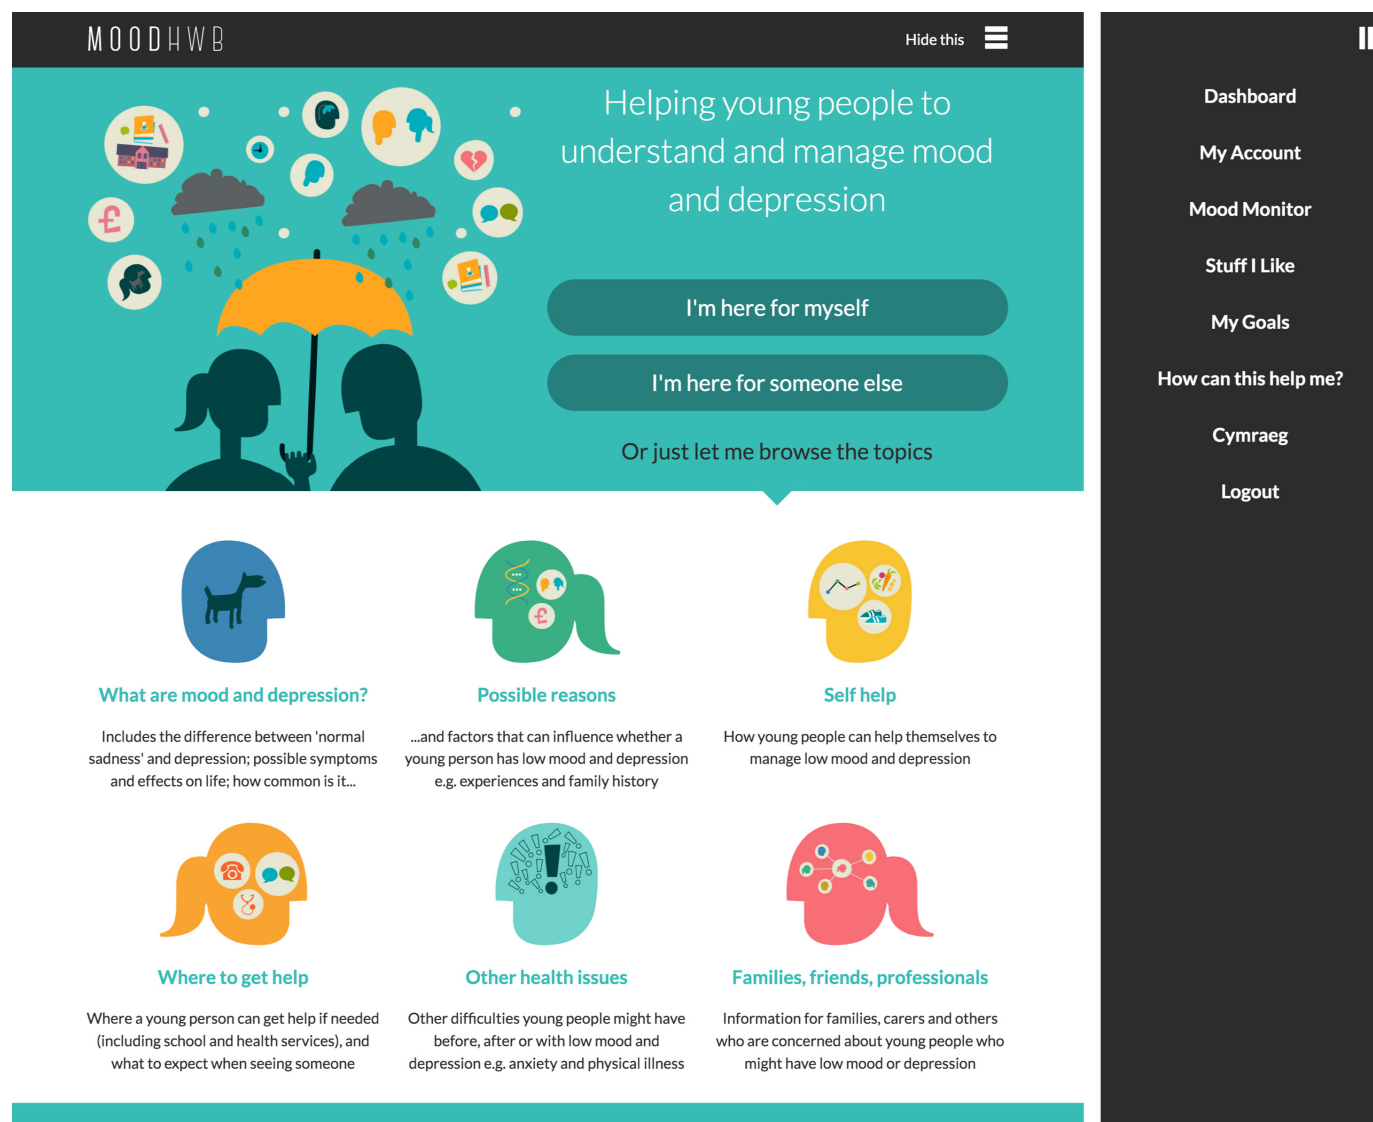 MOODHWB
Hide this
Helping young people to
understand and manage mood
and depression
I'm here for myself
I'm here for someone else
Or just let me browse the topics
What are mood and depression?
Includes the difference between 'normal
sadness' and depression; possible symptoms
and effects on life; how common is it...
Possible reasons
...and factors that can influence whether a
young person has low mood and depression
e.g. experiences and family history
Self help
How young people can help themselves to
manage low mood and depression
Where to get help
Where a young person can get help if needed
(including school and health services), and
what to expect when seeing someone
Other health issues
Other difficulties young people might have
before, after or with low mood and
depression e.g. anxiety and physical illness
Families, friends, professionals
Information for families, carers and others
who are concerned about young people who
might have low mood or depression
Dashboard
My Account
Mood Monitor
Stuff I Like
My Goals
How can this help me?
Cymraeg
Logout